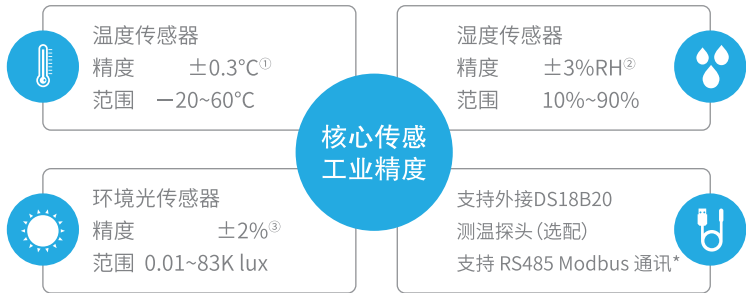 温度传感器
精度 ±0.3℃①
范围 －20~60℃
湿度传感器
精度 ±3%RH②
范围 10%~90%
核心传感
工业精度
环境光传感器
精度 ±2%③
范围 0.01~83K lux
支持外接DS18B20
测温探头（选配）
支持 RS485 Modbus 通讯*